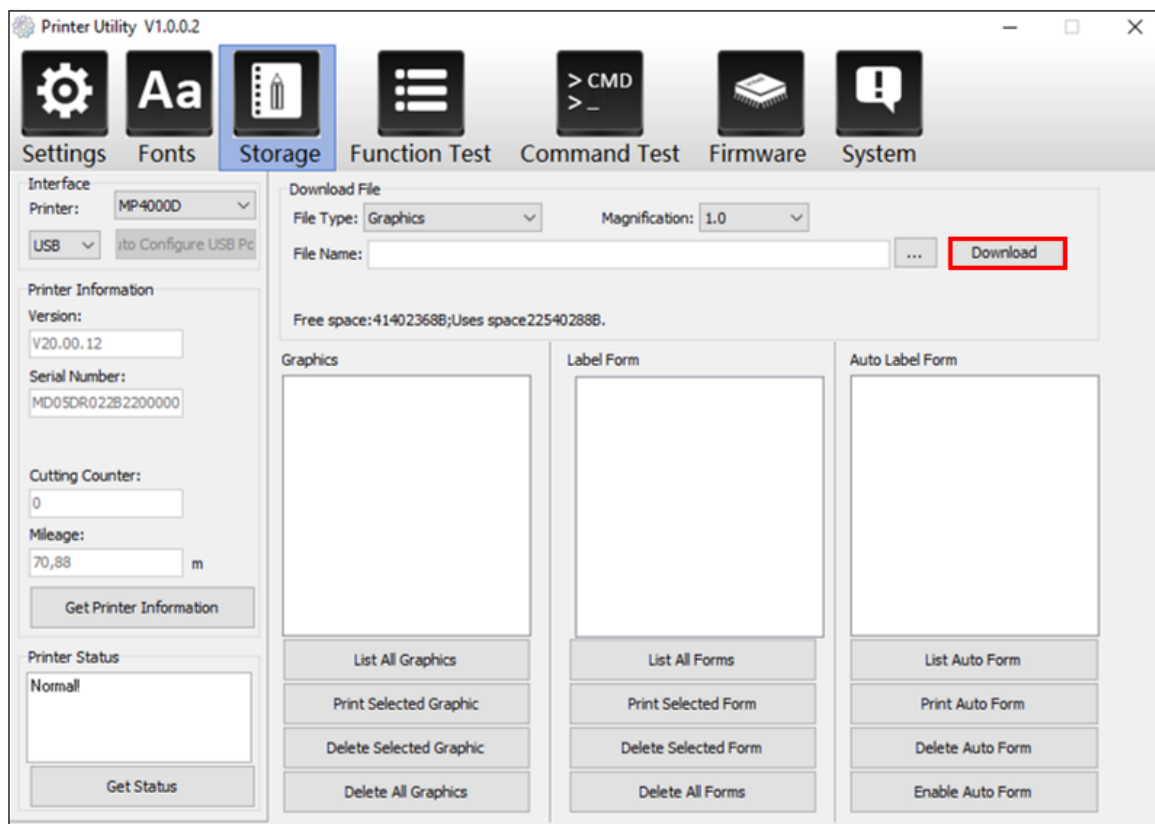 Printer Utility V1.0.0.2
Aa
> CMD
>_
Settings Fonts Storage Function Test Command Test Firmware System
Interface
Printer: MP4000D
USB
ito Configure USB Po
Printer Information
Version:
V20.00.12
Serial Number:
MD05DR022B2200000
Cutting Counter:
0
Mileage:
70,88 m
Get Printer Information
Printer Status
Normal!
Get Status
Download File
File Type: Graphics Magnification: 1.0
File Name: ... Download
Free space:41402368B;Uses space22540288B.
Graphics
List All Graphics
Print Selected Graphic
Delete Selected Graphic
Delete All Graphics
Label Form
List All Forms
Print Selected Form
Delete Selected Form
Delete All Forms
Auto Label Form
List Auto Form
Print Auto Form
Delete Auto Form
Enable Auto Form